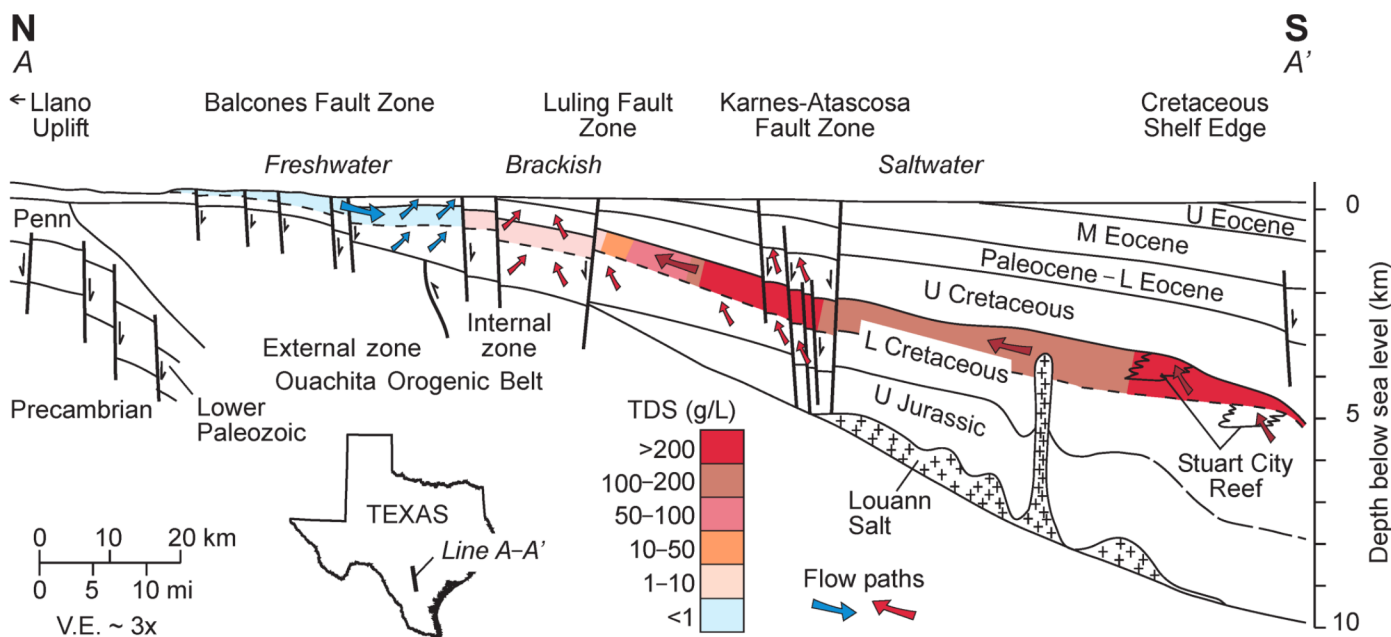 N
A
S
A'
← Llano
Uplift
Balcones Fault Zone
Luling Fault
Zone
Karnes-Atascosa
Fault Zone
Cretaceous
Shelf Edge
Freshwater
Brackish
Saltwater
0
5
10
Depth below sea level (km)
Penn
U Eocene
M Eocene
Paleocene – L Eocene
U Cretaceous
L Cretaceous
U Jurassic
Internal
zone
External zone
Ouachita Orogenic Belt
Precambrian
Lower
Paleozoic
Stuart City
Reef
Louann
Salt
TDS (g/L)
>200
100–200
50–100
10–50
1–10
<1
TEXAS
Line A–A'
0 10 20 km
0 5 10 mi
V.E. ~ 3x
Flow paths